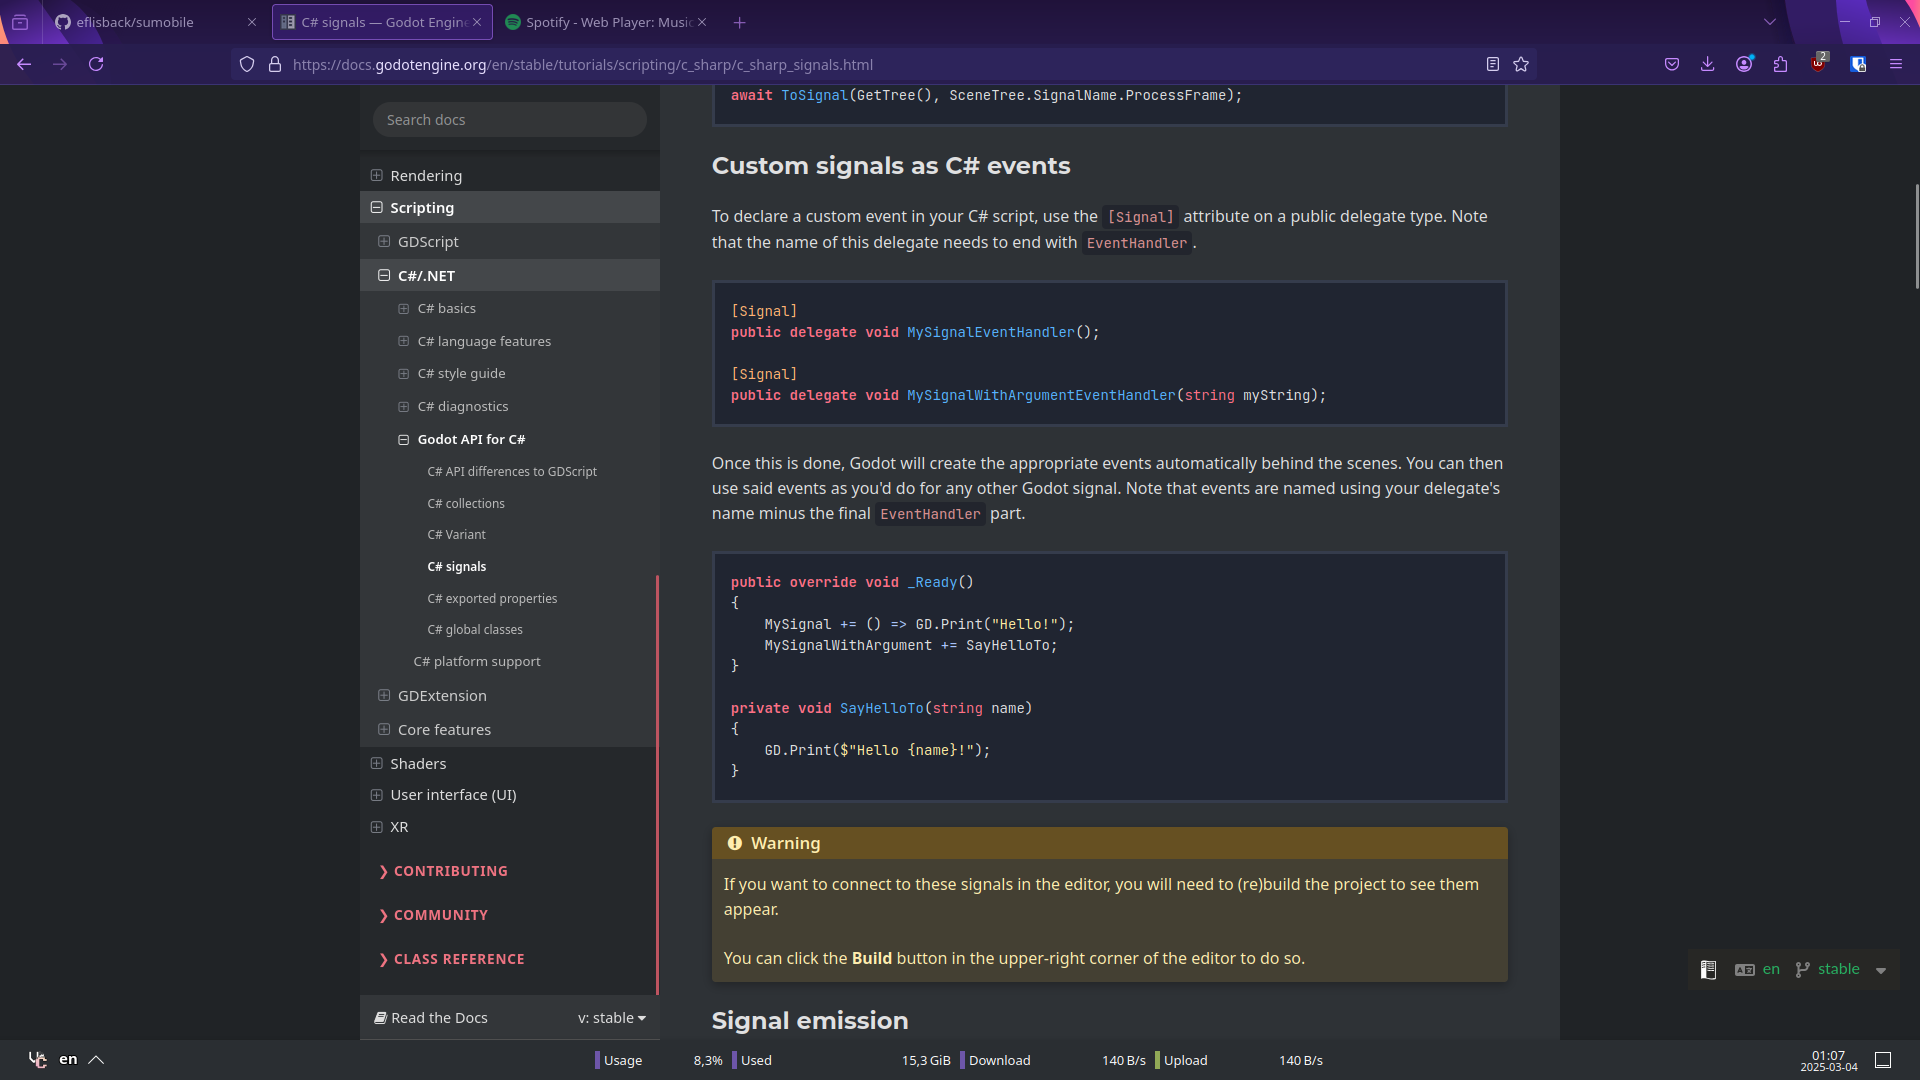 eflisback/sumobile
C# signals — Godot Engine
Spotify - Web Player: Music
https://docs.godotengine.org/en/stable/tutorials/scripting/c_sharp/c_sharp_signals.html
2
Search docs
Rendering
Scripting
GDScript
C#/.NET
C# basics
C# language features
C# style guide
C# diagnostics
Godot API for C#
C# API differences to GDScript
C# collections
C# Variant
C# signals
C# exported properties
C# global classes
C# platform support
GDExtension
Core features
Shaders
User interface (UI)
XR
CONTRIBUTING
COMMUNITY
CLASS REFERENCE
Read the Docs
v: stable
await ToSignal(GetTree(), SceneTree.SignalName.ProcessFrame);
Custom signals as C# events
To declare a custom event in your C# script, use the [Signal] attribute on a public delegate type. Note
that the name of this delegate needs to end with EventHandler.
[Signal]
public delegate void MySignalEventHandler();
[Signal]
public delegate void MySignalWithArgumentEventHandler(string myString);
Once this is done, Godot will create the appropriate events automatically behind the scenes. You can then
use said events as you'd do for any other Godot signal. Note that events are named using your delegate's
name minus the final EventHandler part.
public override void _Ready()
{
MySignal += () => GD.Print("Hello!");
MySignalWithArgument += SayHelloTo;
}
private void SayHelloTo(string name)
{
GD.Print($"Hello {name}!");
}
Warning
If you want to connect to these signals in the editor, you will need to (re)build the project to see them
appear.
You can click the Build button in the upper-right corner of the editor to do so.
Signal emission
en
stable
en
Usage
8,3%
Used
15,3 GiB
Download
140 B/s
Upload
140 B/s
01:07
2025-03-04